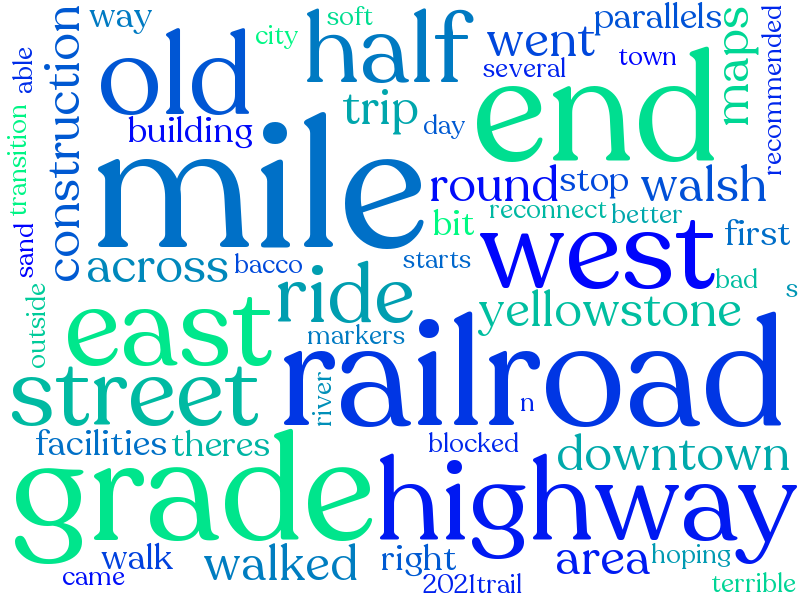 way
soft
parallels
city
able
construction
old
half
went
several
town
maps
recommended
building
trip
day
end
transition
mile
round
stop
walsh
reconnect
better
bit
sand
across
bacco
starts
west
first
bad
s
outside
east
ride
markers
yellowstone
street
river
railroad
n
facilities
theres
blocked
downtown
grade
highway
walk
walked
right
area
hoping
came
2021trail
terrible